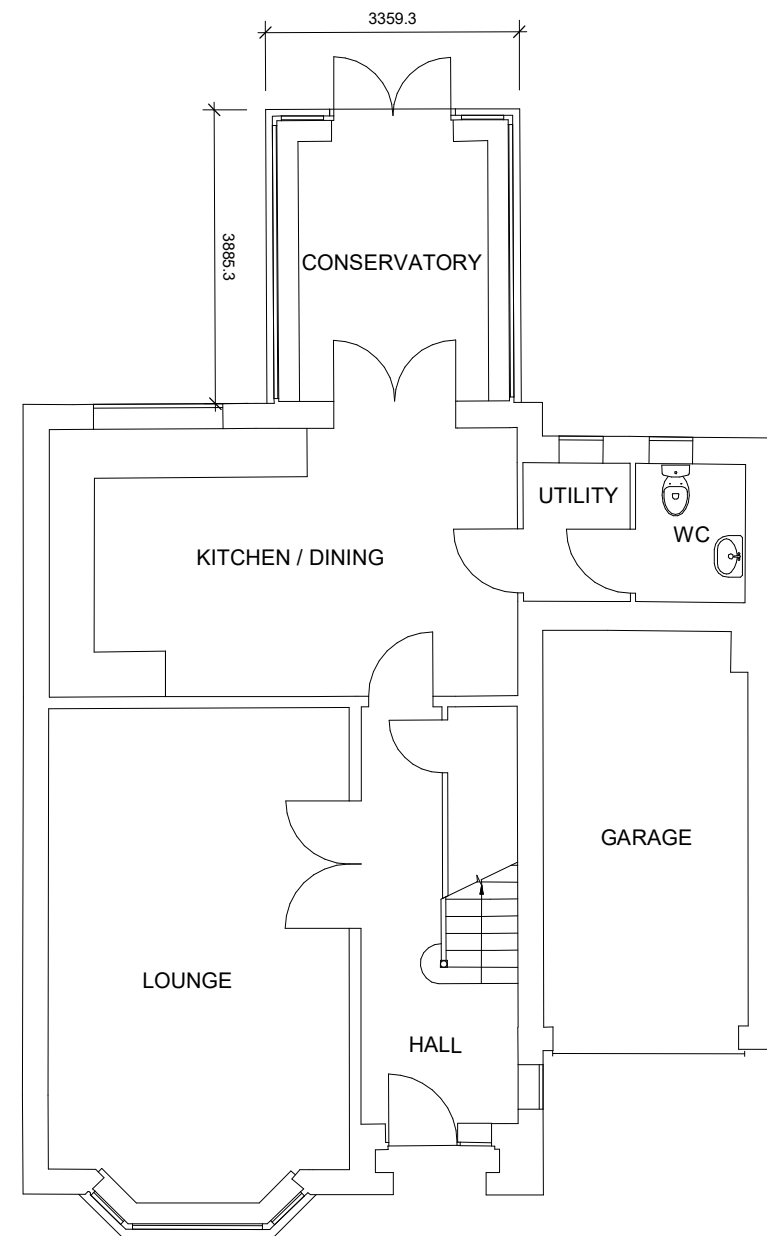 3359.3
3885.3
CONSERVATORY
UTILITY
WC
KITCHEN / DINING
GARAGE
LOUNGE
HALL